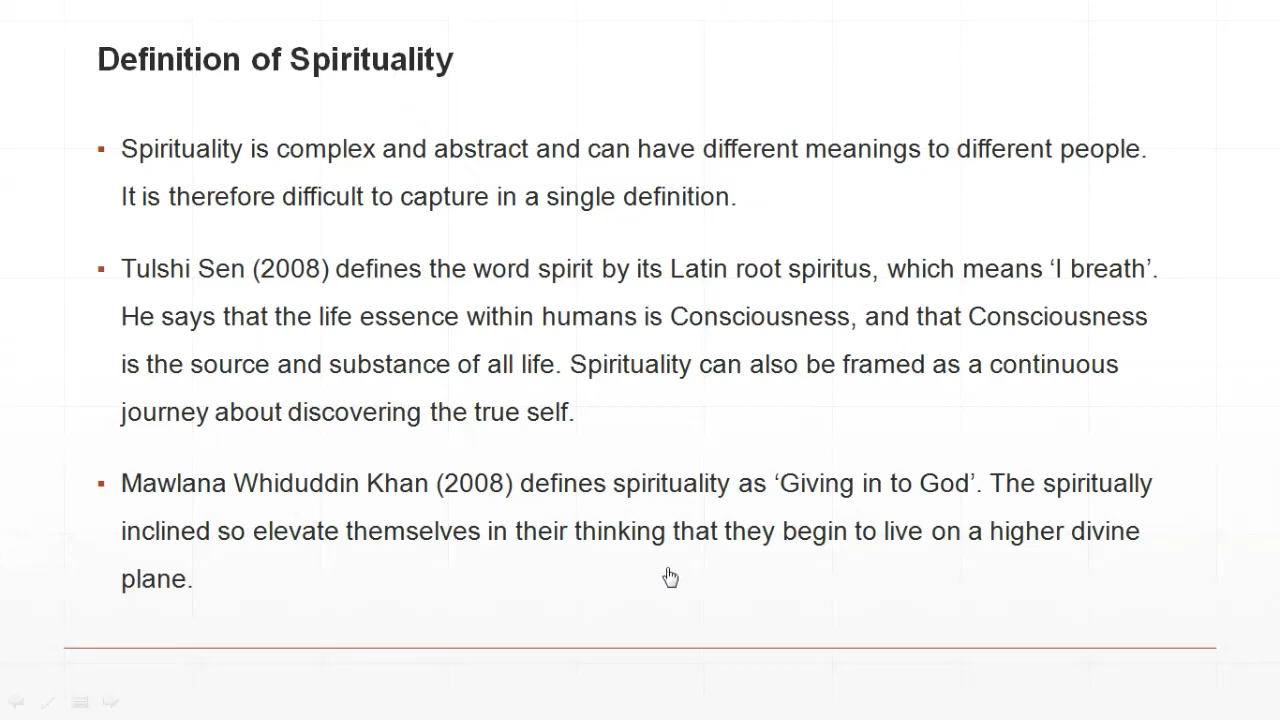 Definition of Spirituality
▪ Spirituality is complex and abstract and can have different meanings to different people.
It is therefore difficult to capture in a single definition.
▪ Tulshi Sen (2008) defines the word spirit by its Latin root spiritus, which means ‘I breath’.
He says that the life essence within humans is Consciousness, and that Consciousness
is the source and substance of all life. Spirituality can also be framed as a continuous
journey about discovering the true self.
▪ Mawlana Whiduddin Khan (2008) defines spirituality as ‘Giving in to God’. The spiritually
inclined so elevate themselves in their thinking that they begin to live on a higher divine
plane.